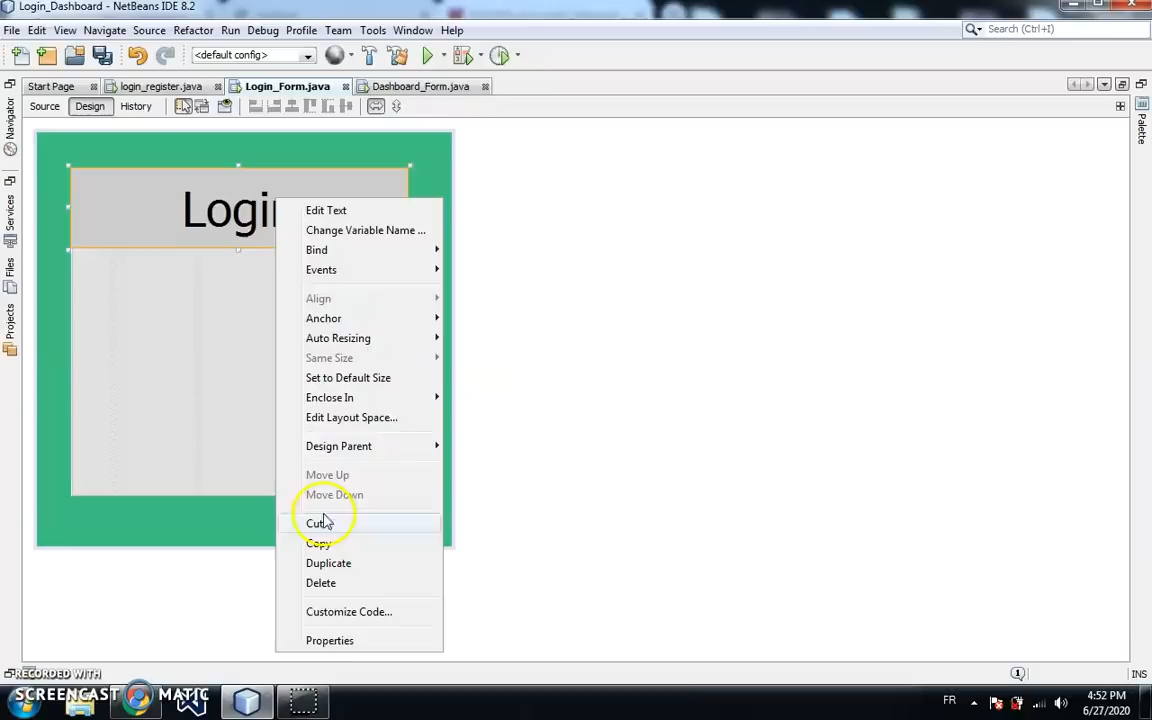 Login_Dashboard - NetBeans IDE 8.2
File Edit View Navigate Source Refactor Run Debug Profile Team Tools Window Help
Search (Ctrl+I)
<default config>
Start Page login_register.java Login_Form.java Dashboard_Form.java
Source Design History
Navigator
Services
Files
Projects
Palette
Login
Edit Text
Change Variable Name ...
Bind
Events
Align
Anchor
Auto Resizing
Same Size
Set to Default Size
Enclose In
Edit Layout Space...
Design Parent
Move Up
Move Down
Cut
Copy
Duplicate
Delete
Customize Code...
Properties
1 INS
RECORDED WITH
SCREENCAST MATIC
FR
4:52 PM
6/27/2020